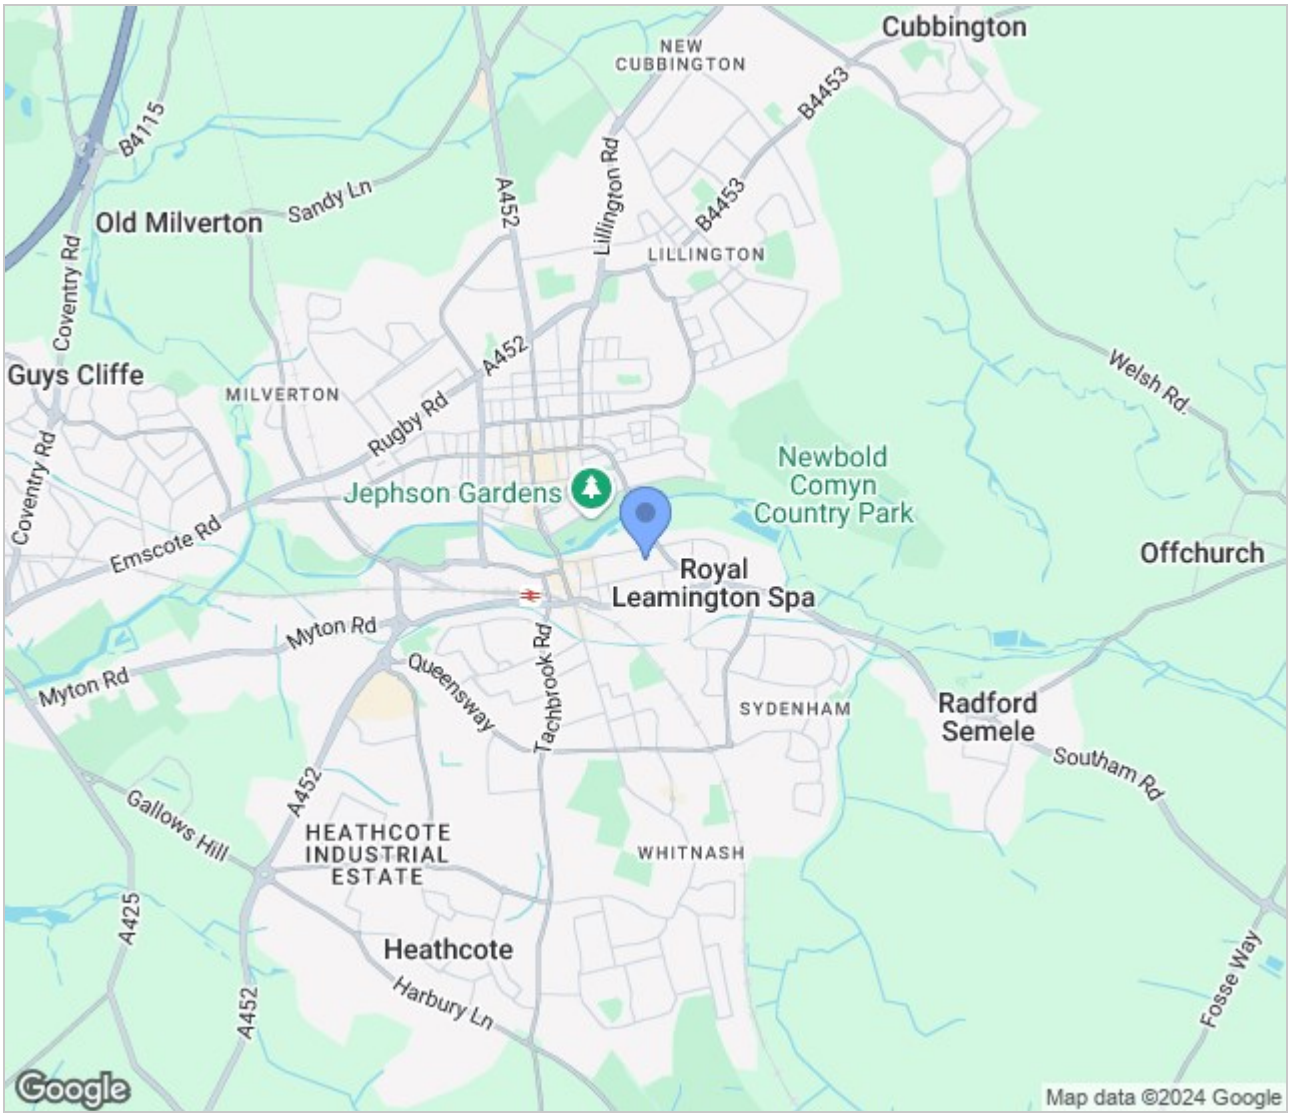 Cubbington
NEW
CUBBINGTON
B4453
B4115
Lillington Rd
A452
Sandy Ln
B4453
Old Milverton
LILLINGTON
Coventry Rd
A452
Welsh Rd
Guys Cliffe
MILVERTON
Rugby Rd
Newbold
Comyn
Country Park
Jephson Gardens
Coventry Rd
Emscote Rd
Offchurch
Royal
Leamington Spa
Myton Rd
Myton Rd
Queensway
Tachbrook Rd
SYDENHAM
Radford
Semele
Southam Rd
A452
Gallows Hill
HEATHCOTE
INDUSTRIAL
ESTATE
WHITNASH
A425
Heathcote
Fosse Way
A452
Harbury Ln
Google
Map data ©2024 Google